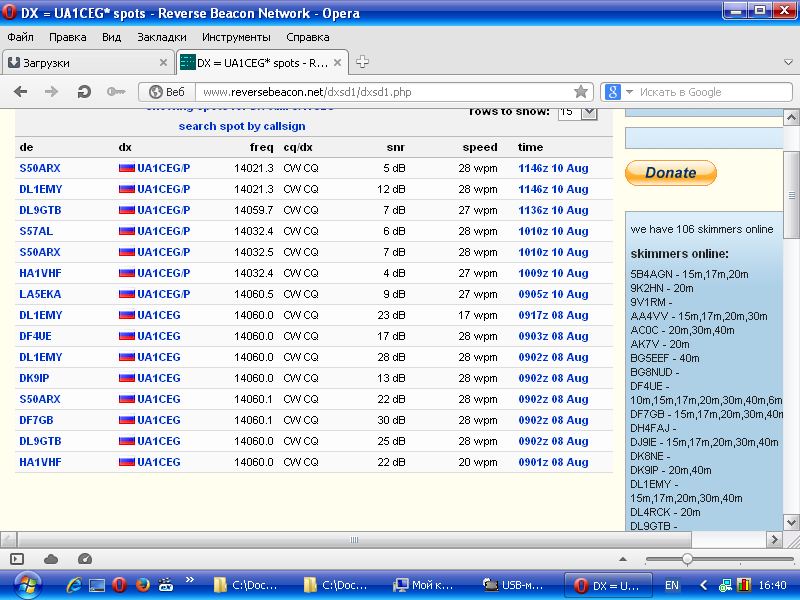 DX = UA1CEG* spots - Reverse Beacon Network - Opera
Файл Правка Вид Закладки Инструменты Справка
Загрузки DX = UA1CEG* spots - R...
Веб www.reversebeacon.net/dxsd1/dxsd1.php Искать в Google
rows to show: 15
search spot by callsign
de dx freq cq/dx snr speed time
S50ARX UA1CEG/P 14021.3 CW CQ 5 dB 28 wpm 1146z 10 Aug
DL1EMY UA1CEG/P 14021.3 CW CQ 12 dB 28 wpm 1146z 10 Aug
DL9GTB UA1CEG/P 14059.7 CW CQ 7 dB 27 wpm 1136z 10 Aug
S57AL UA1CEG/P 14032.4 CW CQ 6 dB 28 wpm 1010z 10 Aug
S50ARX UA1CEG/P 14032.5 CW CQ 7 dB 28 wpm 1010z 10 Aug
HA1VHF UA1CEG/P 14032.4 CW CQ 4 dB 27 wpm 1009z 10 Aug
LA5EKA UA1CEG/P 14060.5 CW CQ 9 dB 27 wpm 0905z 10 Aug
DL1EMY UA1CEG 14060.0 CW CQ 23 dB 17 wpm 0917z 08 Aug
DF4UE UA1CEG 14060.0 CW CQ 17 dB 28 wpm 0903z 08 Aug
DL1EMY UA1CEG 14060.0 CW CQ 28 dB 28 wpm 0902z 08 Aug
DK9IP UA1CEG 14060.0 CW CQ 13 dB 28 wpm 0902z 08 Aug
S50ARX UA1CEG 14060.1 CW CQ 22 dB 28 wpm 0902z 08 Aug
DF7GB UA1CEG 14060.1 CW CQ 30 dB 28 wpm 0902z 08 Aug
DL9GTB UA1CEG 14060.0 CW CQ 25 dB 28 wpm 0902z 08 Aug
HA1VHF UA1CEG 14060.0 CW CQ 22 dB 20 wpm 0901z 08 Aug
Donate
we have 106 skimmers online
skimmers online:
5B4AGN - 15m,17m,20m
9K2HN - 20m
9V1RM -
AA4VV - 15m,17m,20m,30m
AC0C - 20m,30m,40m
AK7V - 20m
BG5EEF - 40m
BG8NUD -
DF4UE -
10m,15m,17m,20m,30m,40m,6m
DF7GB - 15m,17m,20m,30m,40m
DH4FAJ -
DJ9IE - 15m,17m,20m,30m,40m
DK8NE -
DK9IP - 20m,40m
DL1EMY -
15m,17m,20m,30m,40m
DL4RCK - 20m
DL9GTB -
C:\Doc... C:\Doc... Мой к... USB-м... DX = U... EN 16:40